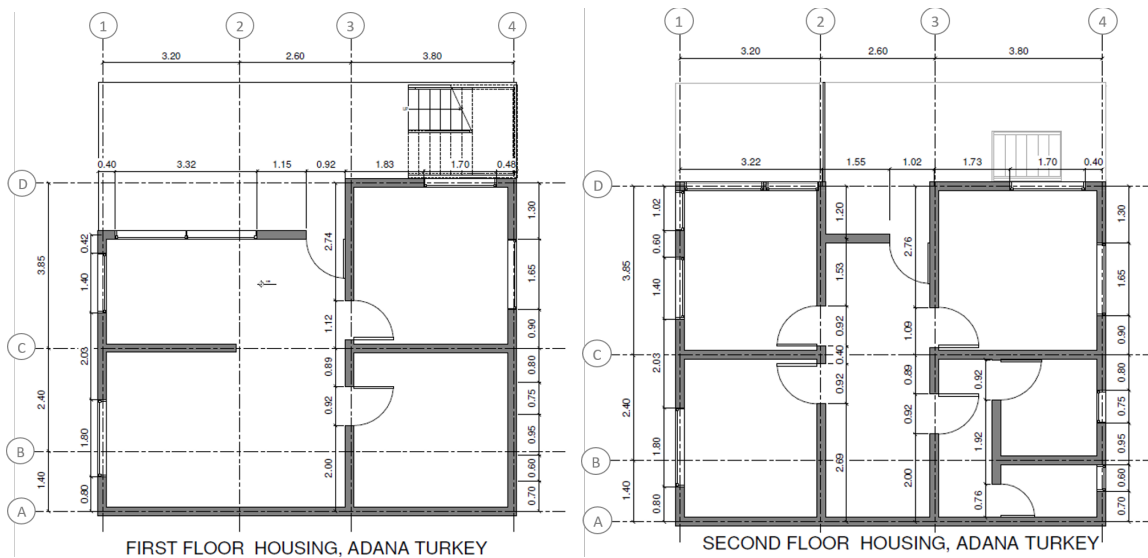 1 2 3 4
3.20 2.60 3.80
UP
0.40 3.32 1.15 0.92 1.83 1.70 0.48
D
0.42 2.74 1.30
3.85 1.40 1.65
1.12 0.90
C
2.03 0.89 0.80
2.40 0.92 0.75
1.80 0.95
B
1.40 2.00 0.60
0.80 0.70
A
FIRST FLOOR HOUSING, ADANA TURKEY
1 2 3 4
3.20 2.60 3.80
3.22 1.55 1.02 1.73 1.70 0.40
D
1.02 1.20 1.30
0.60 2.76
3.85 1.40 1.53 1.65
0.92 1.09 0.90
C
2.03 0.40 0.89 0.92 0.80
2.40 0.92 0.92 0.75
1.80 2.69 1.92 0.95
B
1.40 2.00 0.60
0.80 0.76 0.70
A
SECOND FLOOR HOUSING, ADANA TURKEY